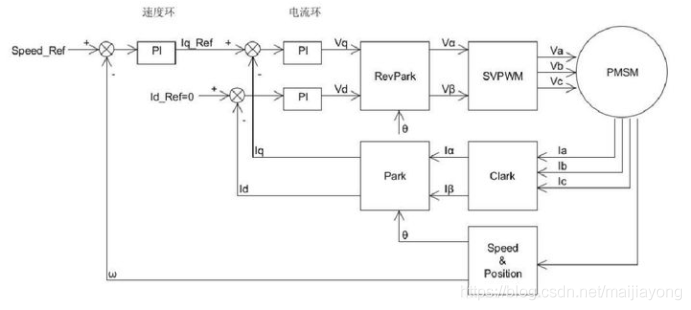 速度环 电流环
Speed_Ref + - PI Iq_Ref + - PI Vq RevPark Vα SVPWM Va PMSM
Vb
Vc
Id_Ref=0 + - PI Vd Vβ
θ
Iq Park Iα Clark Ia
Ib
Ic
Id Iβ
θ
Speed
&
Position
ω
https://blog.csdn.net/maijiayong